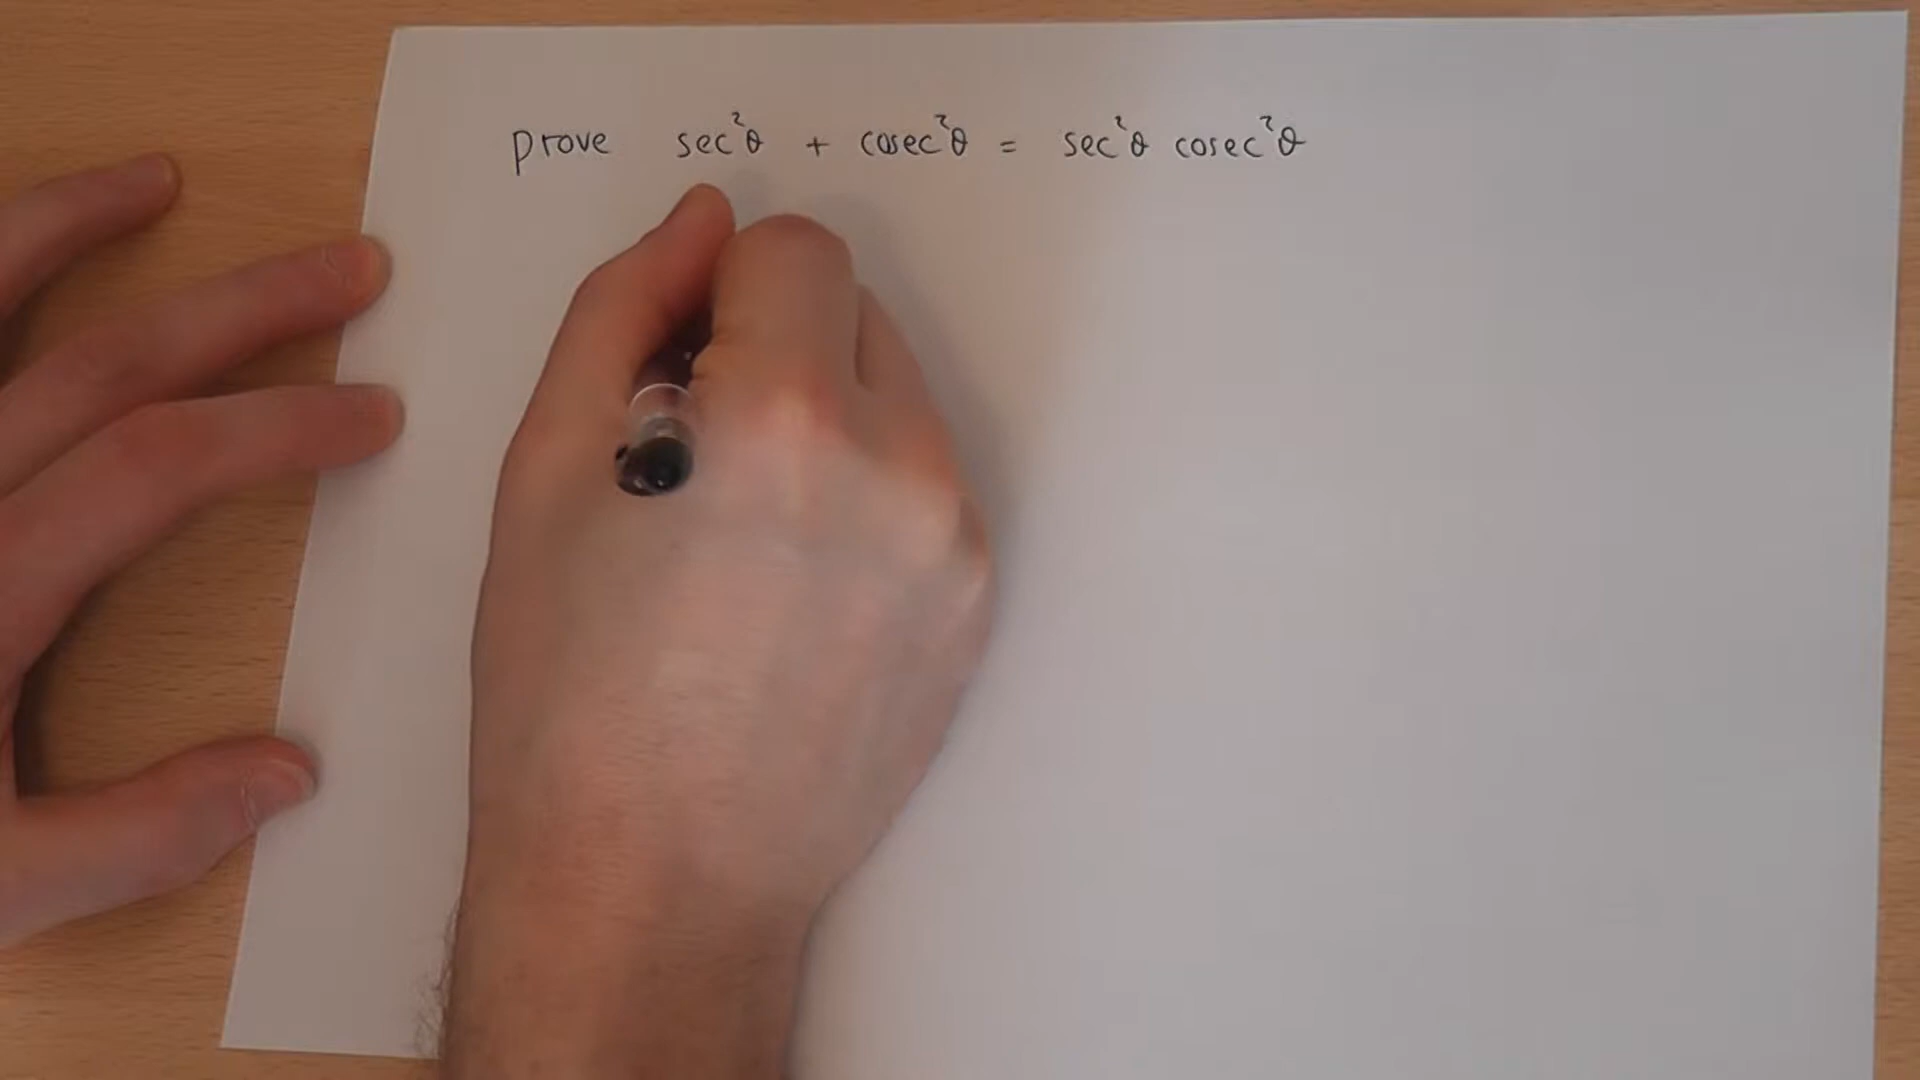 prove sec²θ + cosec²θ = sec²θ cosec²θ